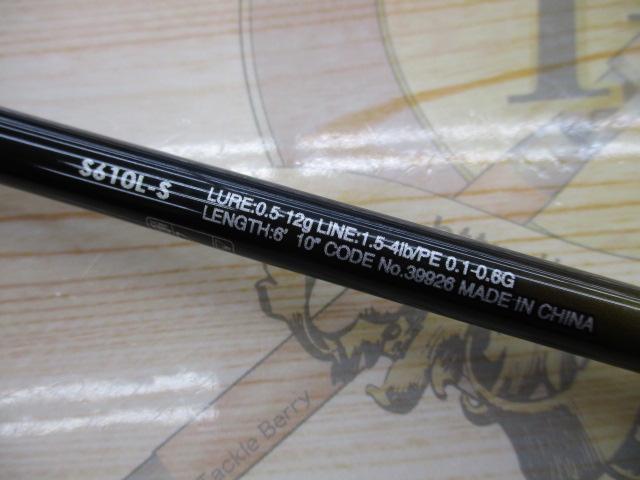 S610L-S
LURE:0.5-12g LINE:1.5-4lb/PE 0.1-0.6G
LENGTH:6' 10" CODE No.39926 MADE IN CHINA
Tackle Berry